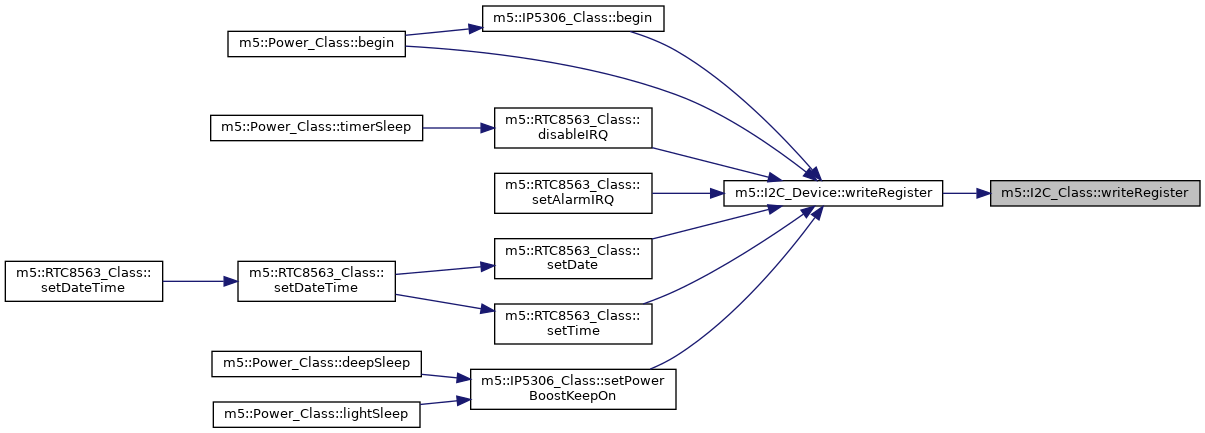 m5::IP5306_Class::begin
m5::Power_Class::begin
m5::Power_Class::timerSleep
m5::RTC8563_Class::
disableIRQ
m5::RTC8563_Class::
setAlarmIRQ
m5::I2C_Device::writeRegister
m5::I2C_Class::writeRegister
m5::RTC8563_Class::
setDate
m5::RTC8563_Class::
setDateTime
m5::RTC8563_Class::
setDateTime
m5::RTC8563_Class::
setTime
m5::Power_Class::deepSleep
m5::IP5306_Class::setPower
BoostKeepOn
m5::Power_Class::lightSleep